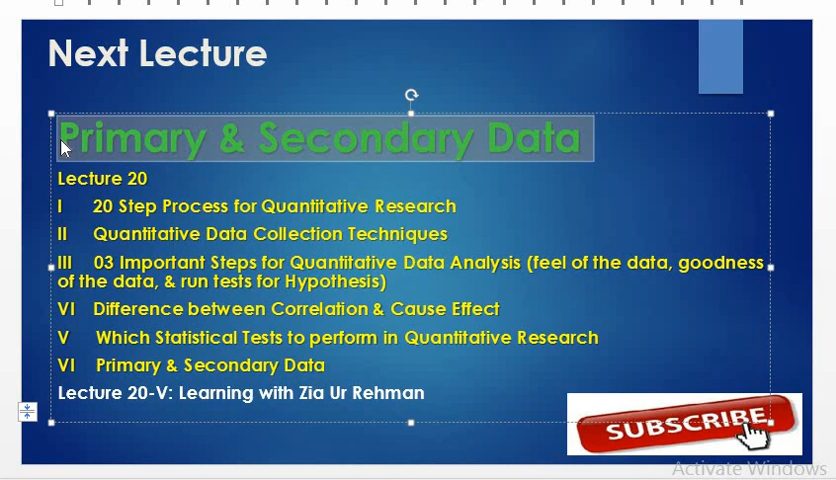 Next Lecture
Primary & Secondary Data
Lecture 20
I 20 Step Process for Quantitative Research
II Quantitative Data Collection Techniques
III 03 Important Steps for Quantitative Data Analysis (feel of the data, goodness
of the data, & run tests for Hypothesis)
VI Difference between Correlation & Cause Effect
V Which Statistical Tests to perform in Quantitative Research
VI Primary & Secondary Data
Lecture 20-V: Learning with Zia Ur Rehman
SUBSCRIBE
Activate Windows